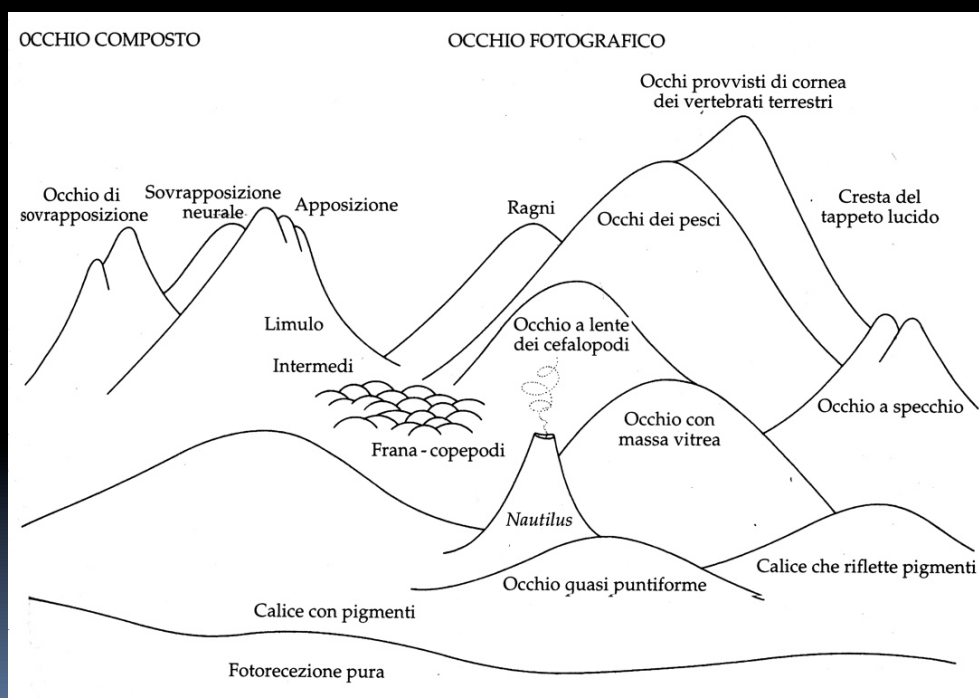 OCCHIO COMPOSTO
OCCHIO FOTOGRAFICO
Occhi provvisti di cornea
dei vertebrati terrestri
Occhio di
sovrapposizione
Sovrapposizione
neurale
Apposizione
Ragni
Occhi dei pesci
Cresta del
tappeto lucido
Limulo
Occhio a lente
dei cefalopodi
Intermedi
Occhio a specchio
Occhio con
massa vitrea
Frana - copepodi
Nautilus
Calice che riflette pigmenti
Occhio quasi puntiforme
Calice con pigmenti
Fotorecezione pura